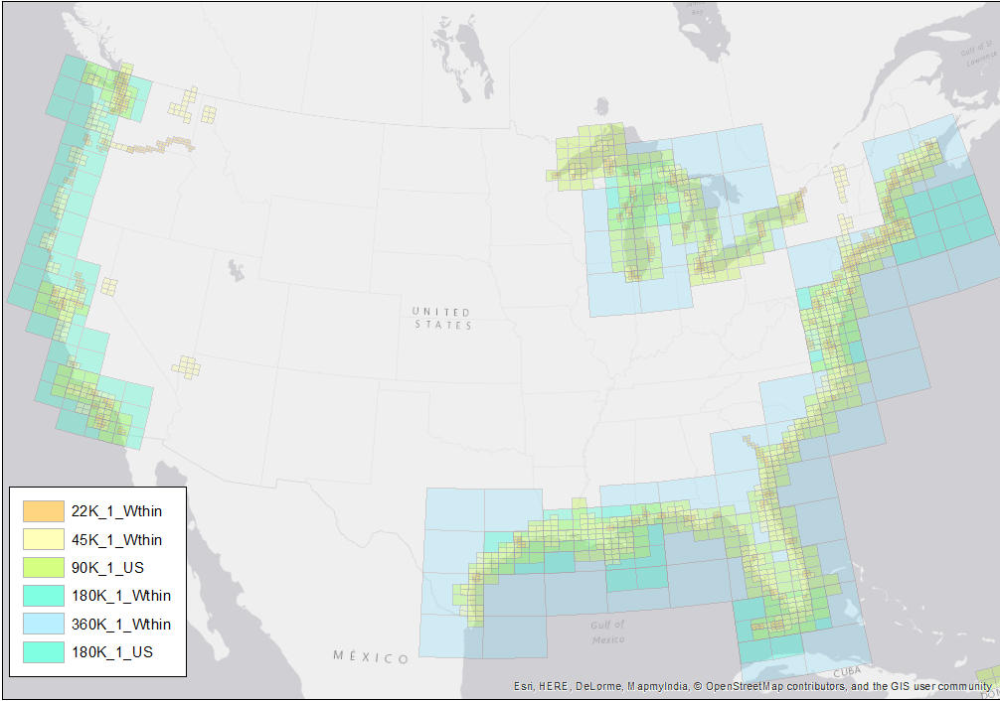 Bay
Gulf of St
Lawrence
UNITED
STATES
22K_1_Wthin
45K_1_Wthin
90K_1_US
180K_1_Wthin
360K_1_Wthin
180K_1_US
Gulf of
Mexico
MÉXICO
CUBA
Esri, HERE, DeLorme, MapmyIndia, © OpenStreetMap contributors, and the GIS user community